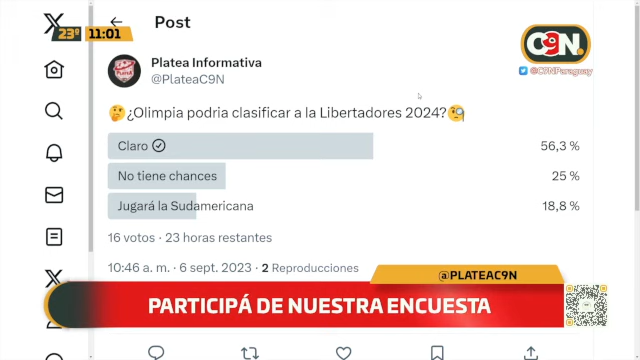 Post
23º 11:01
C9N.
@C9NParaguay
Platea Informativa
@PlateaC9N
🤔¿Olimpia podria clasificar a la Libertadores 2024?🧐
Claro 56,3 %
No tiene chances 25 %
Jugará la Sudamericana 18,8 %
16 votos · 23 horas restantes
10:46 a. m. · 6 sept. 2023 · 2 Reproducciones
@PLATEAC9N
PARTICIPÁ DE NUESTRA ENCUESTA